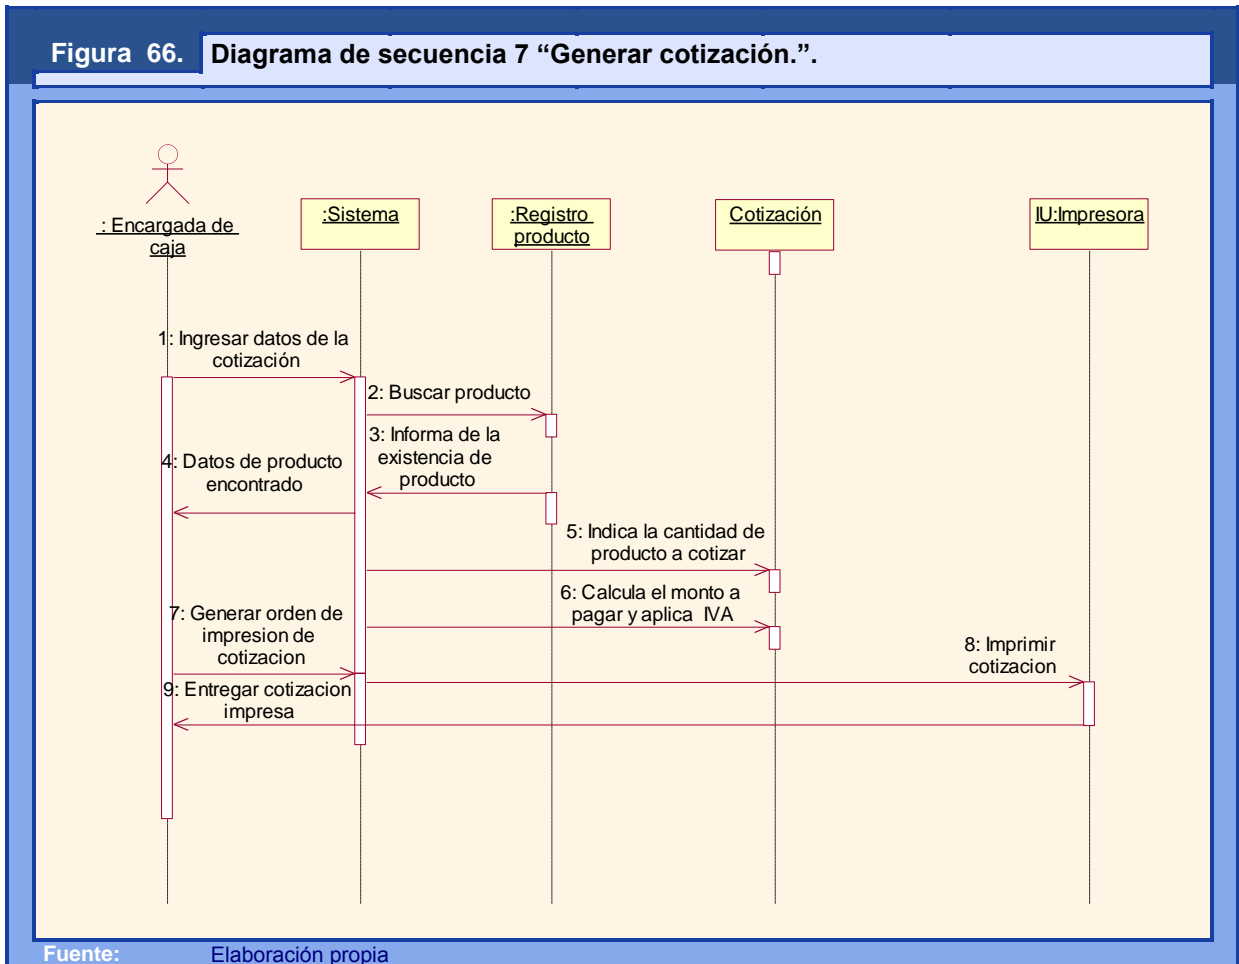 Figura 66.
Diagrama de secuencia 7 “Generar cotización.”.
: Encargada de
caja
:Sistema
:Registro
producto
Cotización
IU:Impresora
1: Ingresar datos de la
cotización
2: Buscar producto
3: Informa de la
existencia de
producto
4: Datos de producto
encontrado
5: Indica la cantidad de
producto a cotizar
6: Calcula el monto a
pagar y aplica IVA
7: Generar orden de
impresion de
cotizacion
8: Imprimir
cotizacion
9: Entregar cotizacion
impresa
Fuente:
Elaboración propia